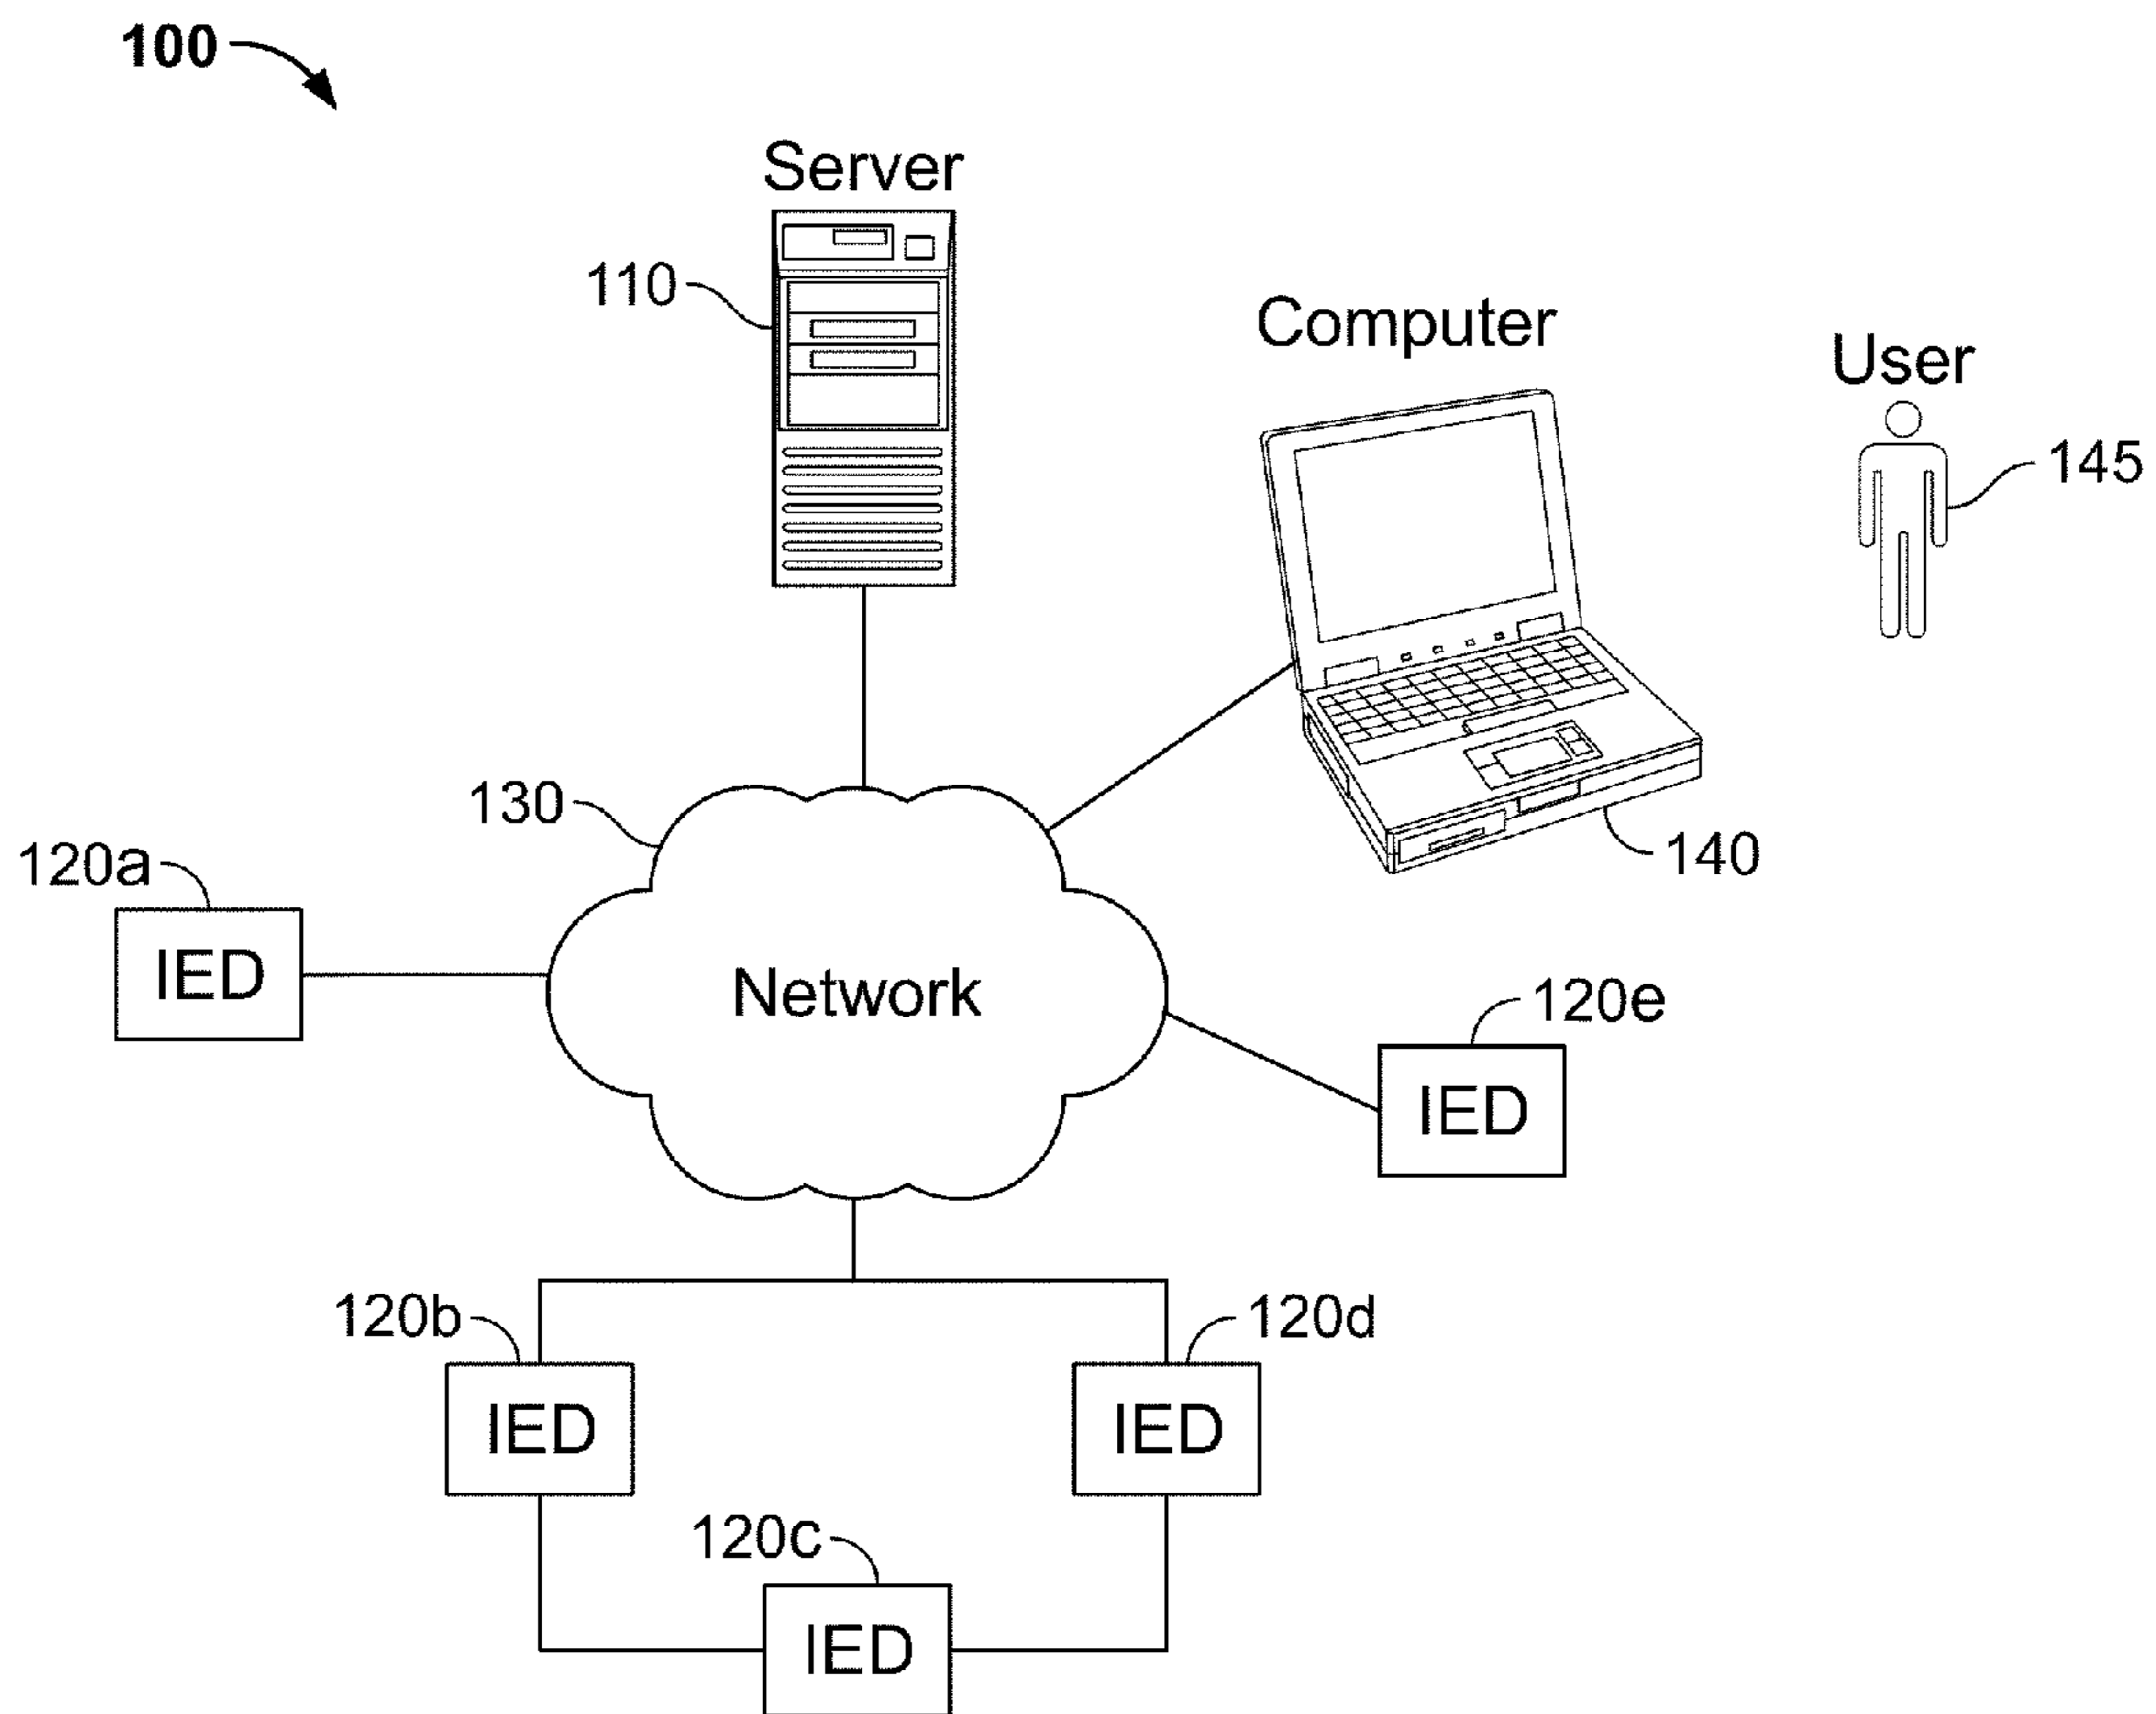 100
Server
110
Computer
User
145
130
140
120a
IED
Network
120e
IED
120b
120d
IED
IED
120c
IED